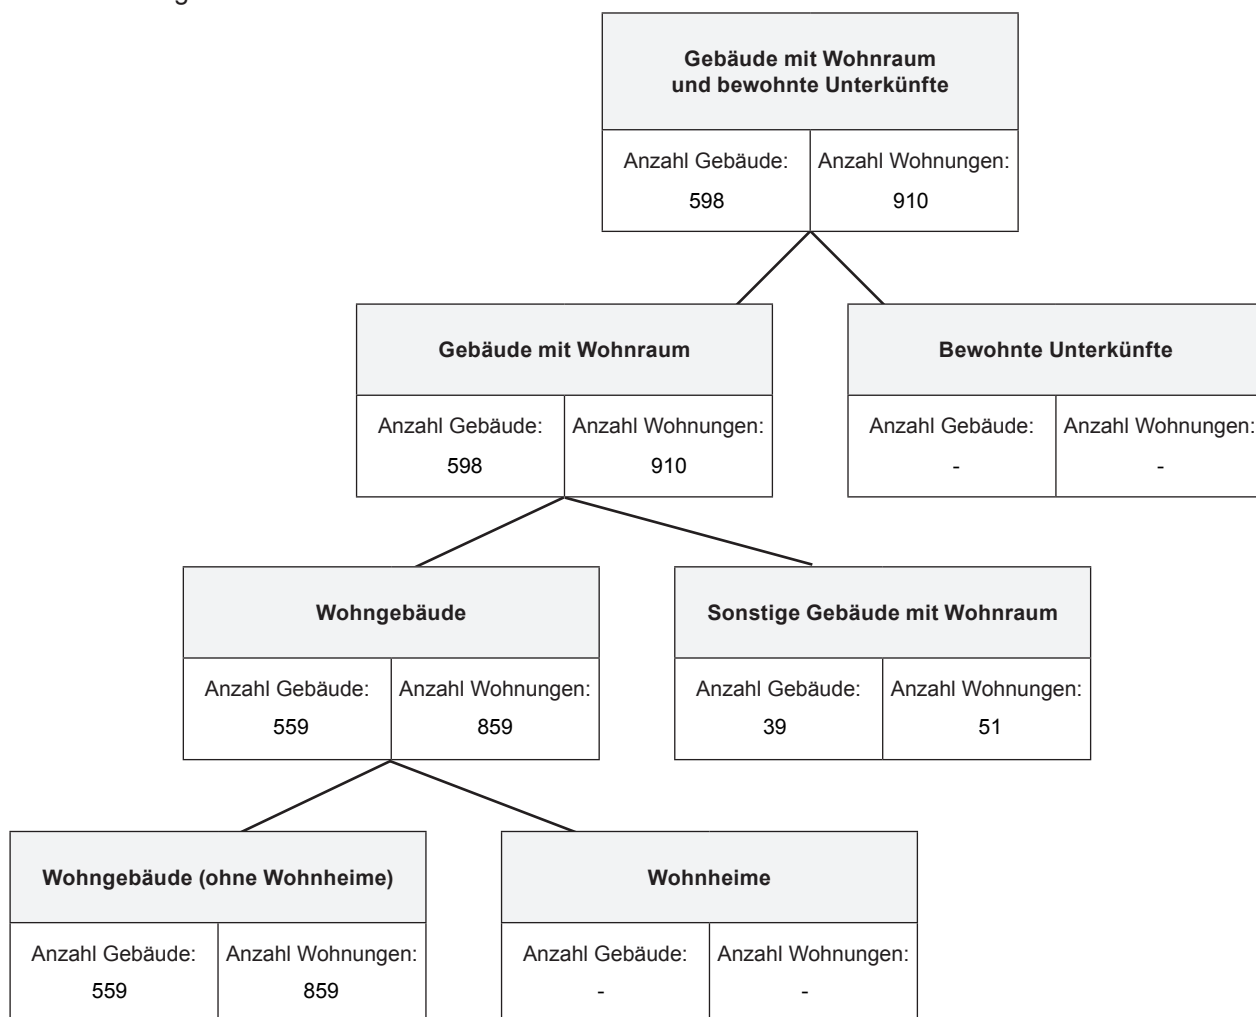 Gebäude mit Wohnraum
und bewohnte Unterkünfte
Anzahl Gebäude: Anzahl Wohnungen:
598 910
Gebäude mit Wohnraum
Anzahl Gebäude: Anzahl Wohnungen:
598 910
Bewohnte Unterkünfte
Anzahl Gebäude: Anzahl Wohnungen:
- -
Wohngebäude
Anzahl Gebäude: Anzahl Wohnungen:
559 859
Sonstige Gebäude mit Wohnraum
Anzahl Gebäude: Anzahl Wohnungen:
39 51
Wohngebäude (ohne Wohnheime)
Anzahl Gebäude: Anzahl Wohnungen:
559 859
Wohnheime
Anzahl Gebäude: Anzahl Wohnungen:
- -